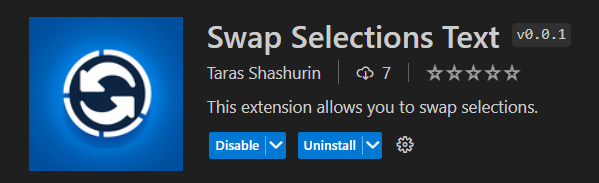 Swap Selections Text v0.0.1
Taras Shashurin 7
This extension allows you to swap selections.
Disable Uninstall